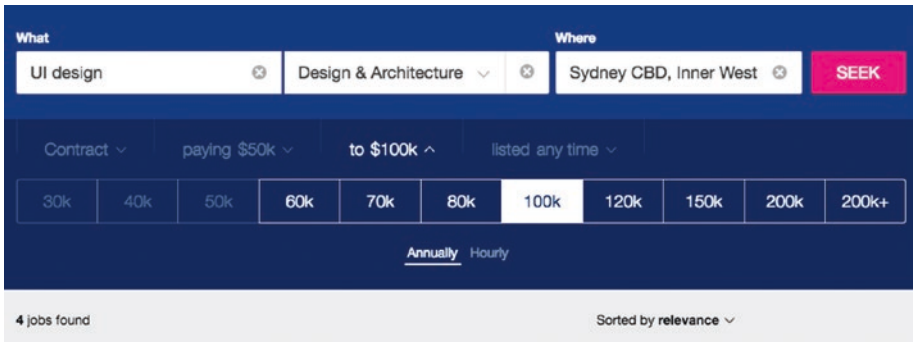 What Where
UI design Design & Architecture Sydney CBD, Inner West SEEK
Contract paying $50k to $100k listed any time
30k 40k 50k 60k 70k 80k 100k 120k 150k 200k 200k+
Annually Hourly
4 jobs found Sorted by relevance